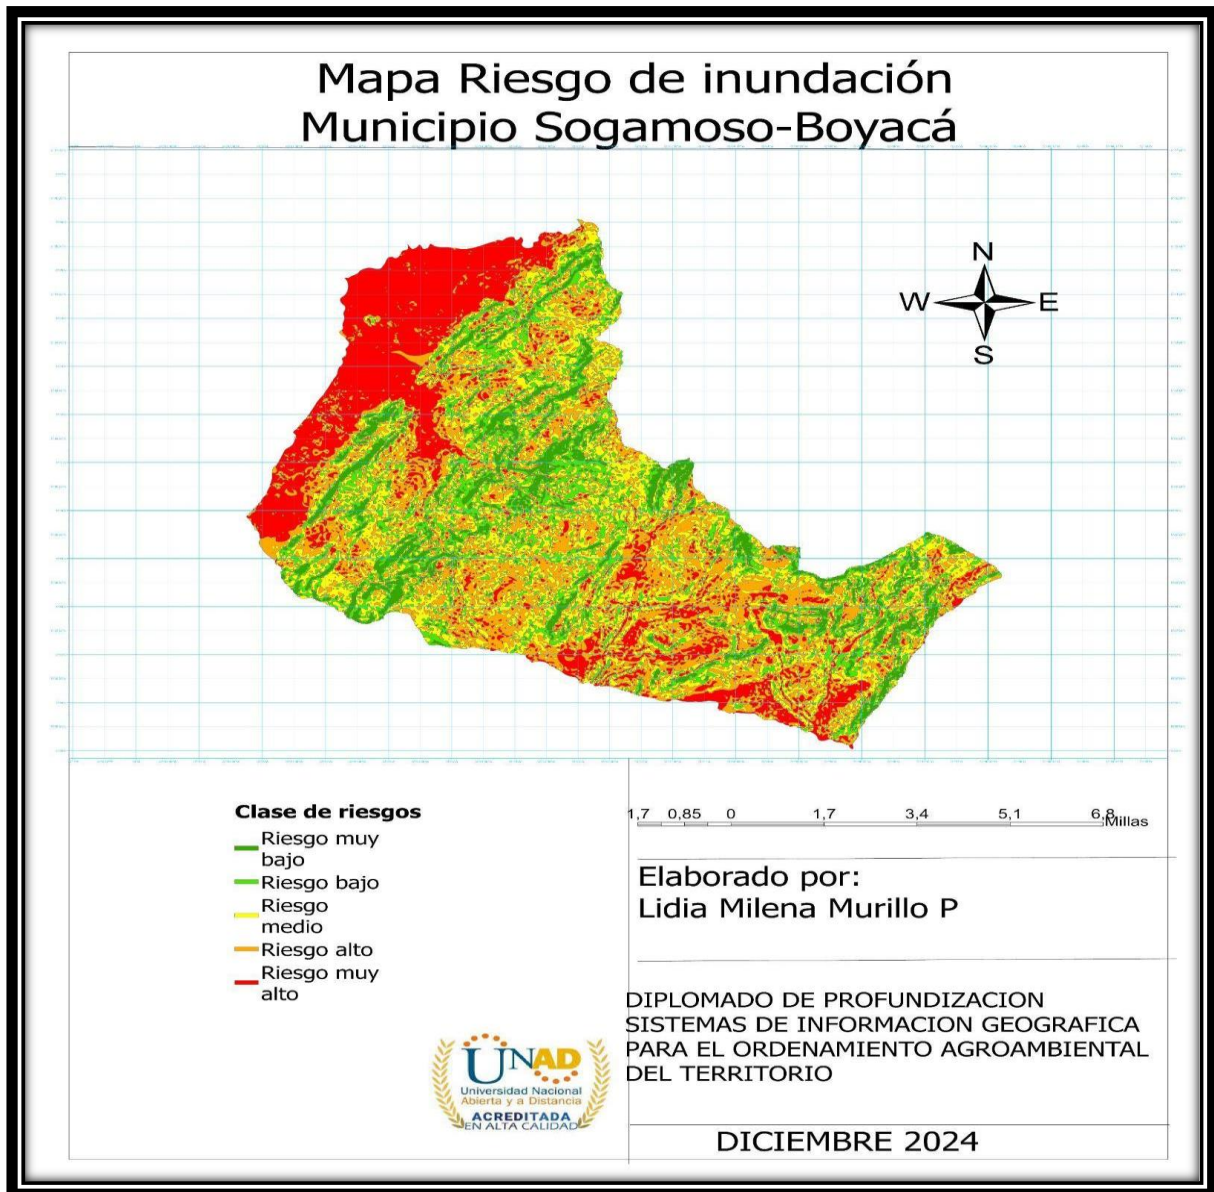 Mapa Riesgo de inundación
Municipio Sogamoso-Boyacá
N
W
E
S
Clase de riesgos
Riesgo muy
bajo
Riesgo bajo
Riesgo
medio
Riesgo alto
Riesgo muy
alto
1,7 0,85 0 1,7 3,4 5,1 6,8
Millas
Elaborado por:
Lidia Milena Murillo P
UNAD
Universidad Nacional
Abierta y a Distancia
ACREDITADA
EN ALTA CALIDAD
DIPLOMADO DE PROFUNDIZACION
SISTEMAS DE INFORMACION GEOGRAFICA
PARA EL ORDENAMIENTO AGROAMBIENTAL
DEL TERRITORIO
DICIEMBRE 2024